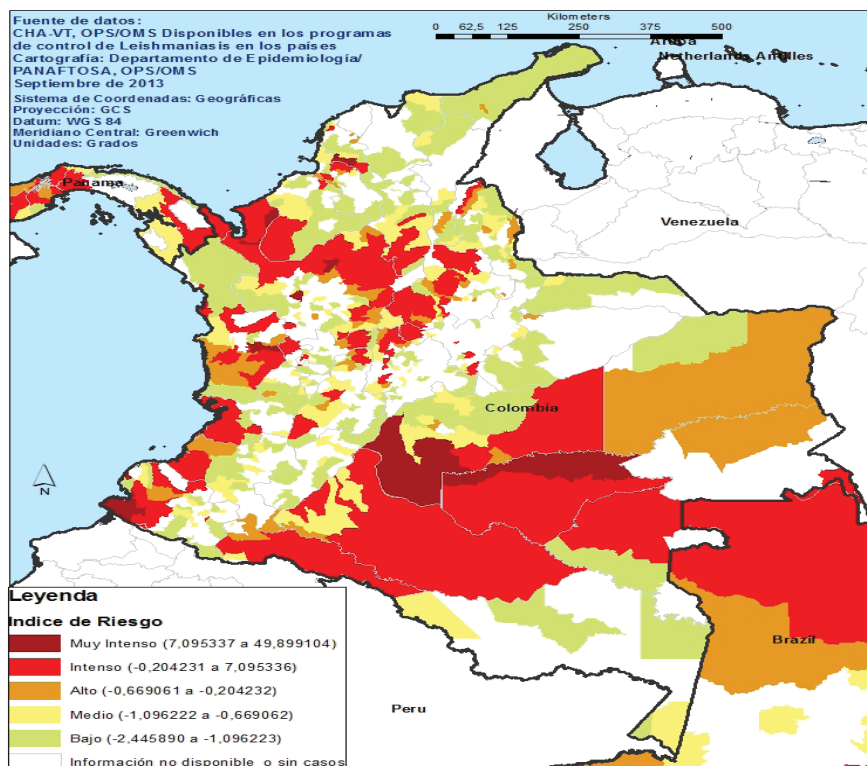 Fuente de datos:
CHA-VT, OPS/OMS Disponibles en los programas
de control de Leishmaniasis en los países
Cartografía: Departamento de Epidemiología/
PANAFTOSA, OPS/OMS
Septiembre de 2013
Sistema de Coordenadas: Geográficas
Proyección: GCS
Datum: WGS 84
Meridiano Central: Greenwich
Unidades: Grados
Kilometers
0 62,5 125 250 375 500
Aruba
Netherlands Antilles
Panama
Venezuela
Colombia
N
Brazil
Peru
Leyenda
Indice de Riesgo
Muy Intenso (7,095337 a 49,899104)
Intenso (-0,204231 a 7,095336)
Alto (-0,669061 a -0,204232)
Medio (-1,096222 a -0,669062)
Bajo (-2,445890 a -1,096223)
Información no disponible o sin casos